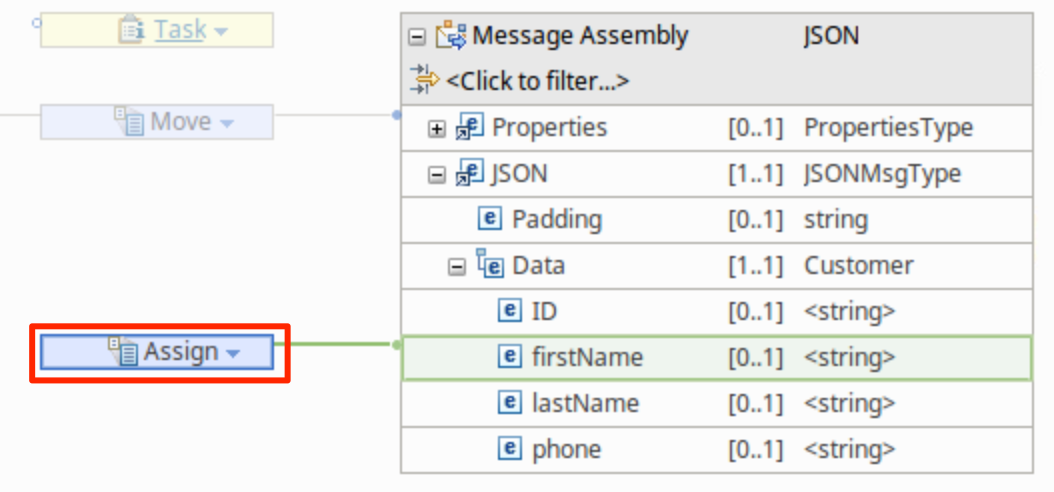 Task
Message Assembly JSON
<Click to filter...>
Move
Properties [0..1] PropertiesType
JSON [1..1] JSONMsgType
Padding [0..1] string
Data [1..1] Customer
ID [0..1] <string>
Assign
firstName [0..1] <string>
lastName [0..1] <string>
phone [0..1] <string>